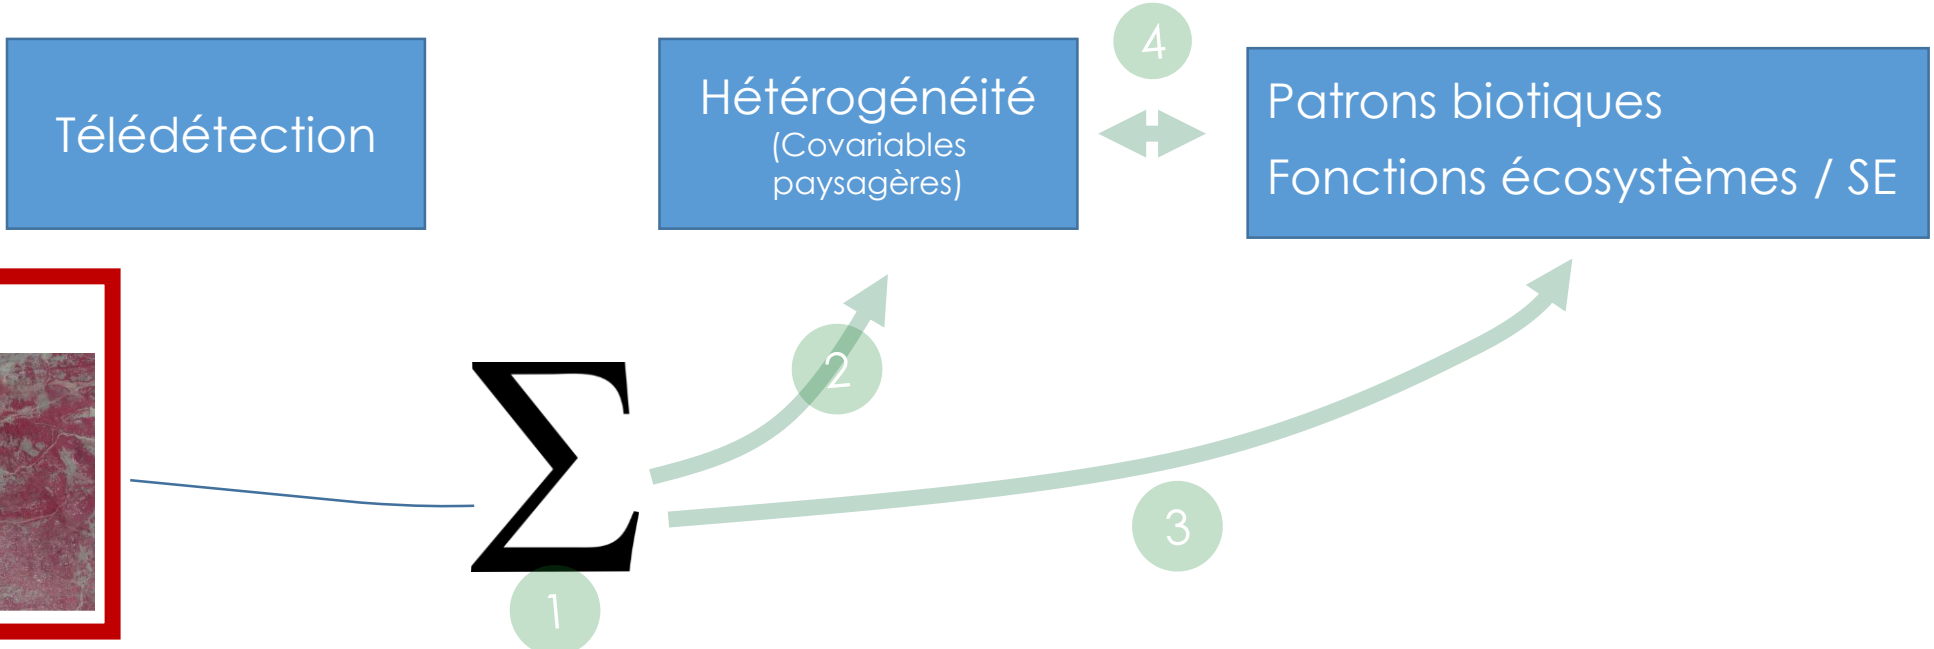 Télédétection
Hétérogénéité
(Covariables
paysagères)
4
Patrons biotiques
Fonctions écosystèmes / SE
2
Σ
3
1